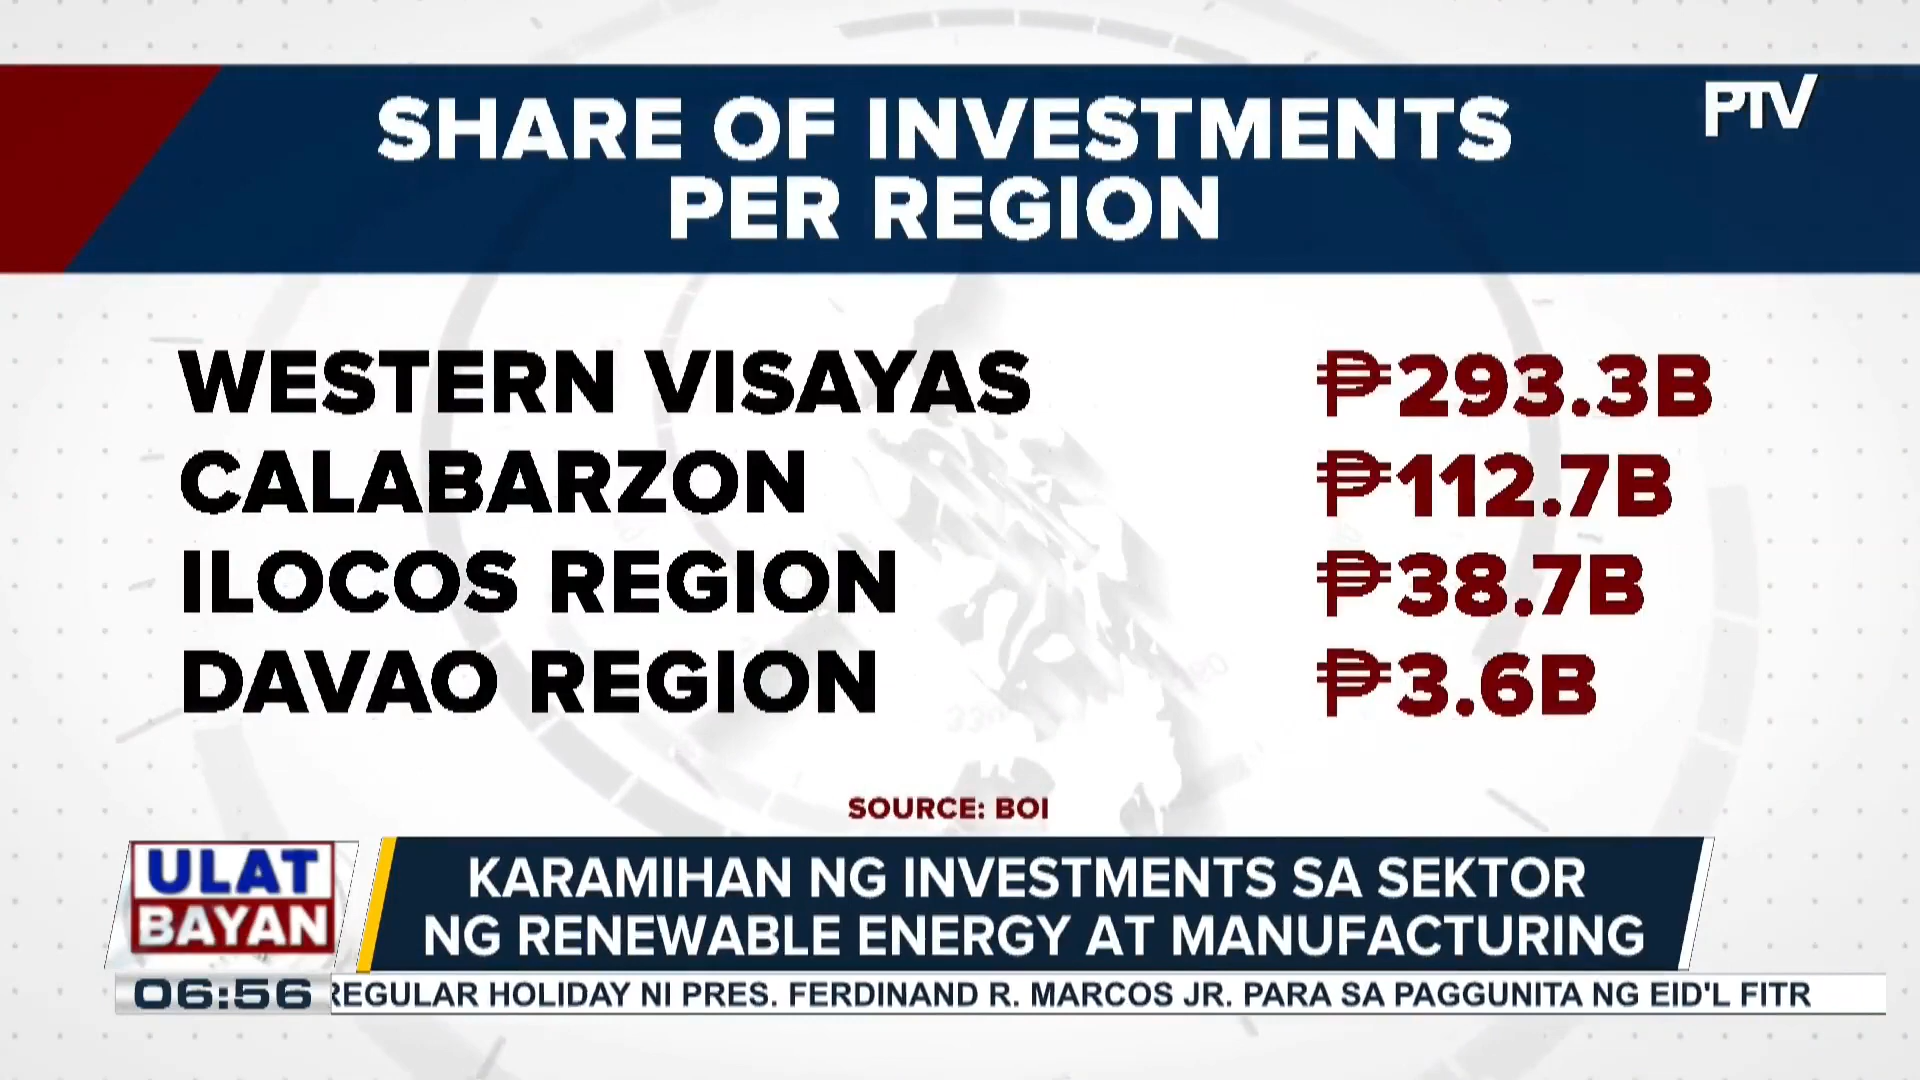 SHARE OF INVESTMENTS
PER REGION
PTV
WESTERN VISAYAS ₱293.3B
CALABARZON ₱112.7B
ILOCOS REGION ₱38.7B
DAVAO REGION ₱3.6B
SOURCE: BOI
ULAT
BAYAN
KARAMIHAN NG INVESTMENTS SA SEKTOR
NG RENEWABLE ENERGY AT MANUFACTURING
06:56
REGULAR HOLIDAY NI PRES. FERDINAND R. MARCOS JR. PARA SA PAGGUNITA NG EID'L FITR